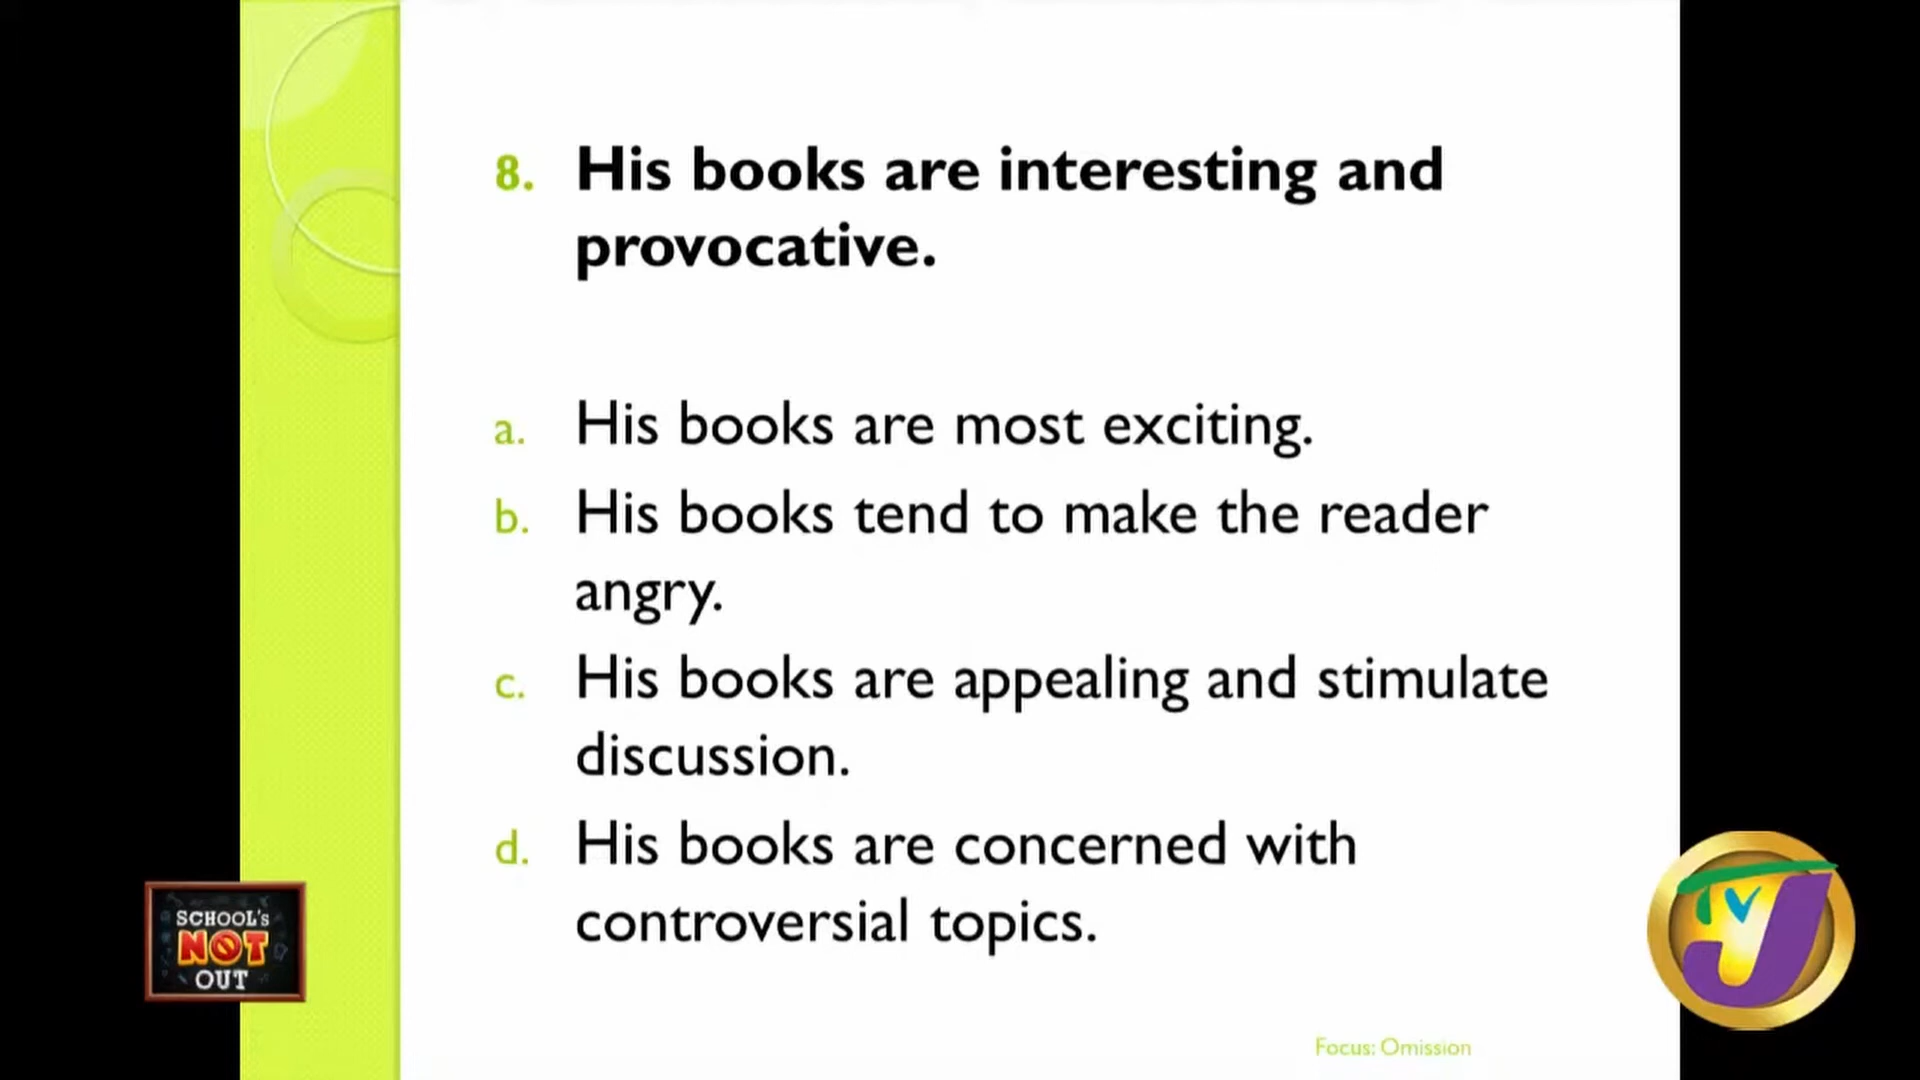 8. His books are interesting and
provocative.
a. His books are most exciting.
b. His books tend to make the reader
angry.
c. His books are appealing and stimulate
discussion.
d. His books are concerned with
controversial topics.
SCHOOL'S
NOT
OUT
TVJ
Focus: Omission